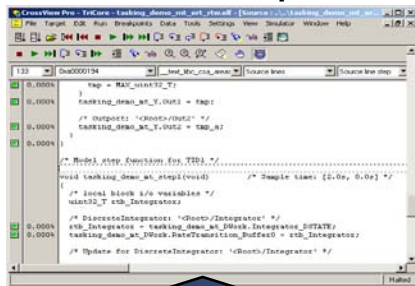 CrossView Pro - TriCore - tasking_demo_mt_ert_rtw.elf - [Source: ..\..\tasking_demo_mt_er...
File Target Edit Run Breakpoints Data Tools Settings View Simulator Window Help
133 0xa0000194 Source lines Source line step
0.000% tmp = MAX_uint32_T;
}
0.000% tasking_demo_mt_Y.Out1 = tmp;
/* Outport: '<Root>/Out2' */
0.000% tasking_demo_mt_Y.Out2 = tmp_a;
0.000% }
/* Model step function for TID1 */
void tasking_demo_mt_step1(void) /* Sample time: [2.0s, 0.0s] */
{
/* local block i/o variables */
uint32_T rtb_Integrator;
/* DiscreteIntegrator: '<Root>/Integrator' */
0.000% rtb_Integrator = tasking_demo_mt_DWork.Integrator_DSTATE;
0.000% tasking_demo_mt_DWork.RateTransition_Buffer0 = rtb_Integrator;
/* Update for DiscreteIntegrator: '<Root>/Integrator' */
Halted